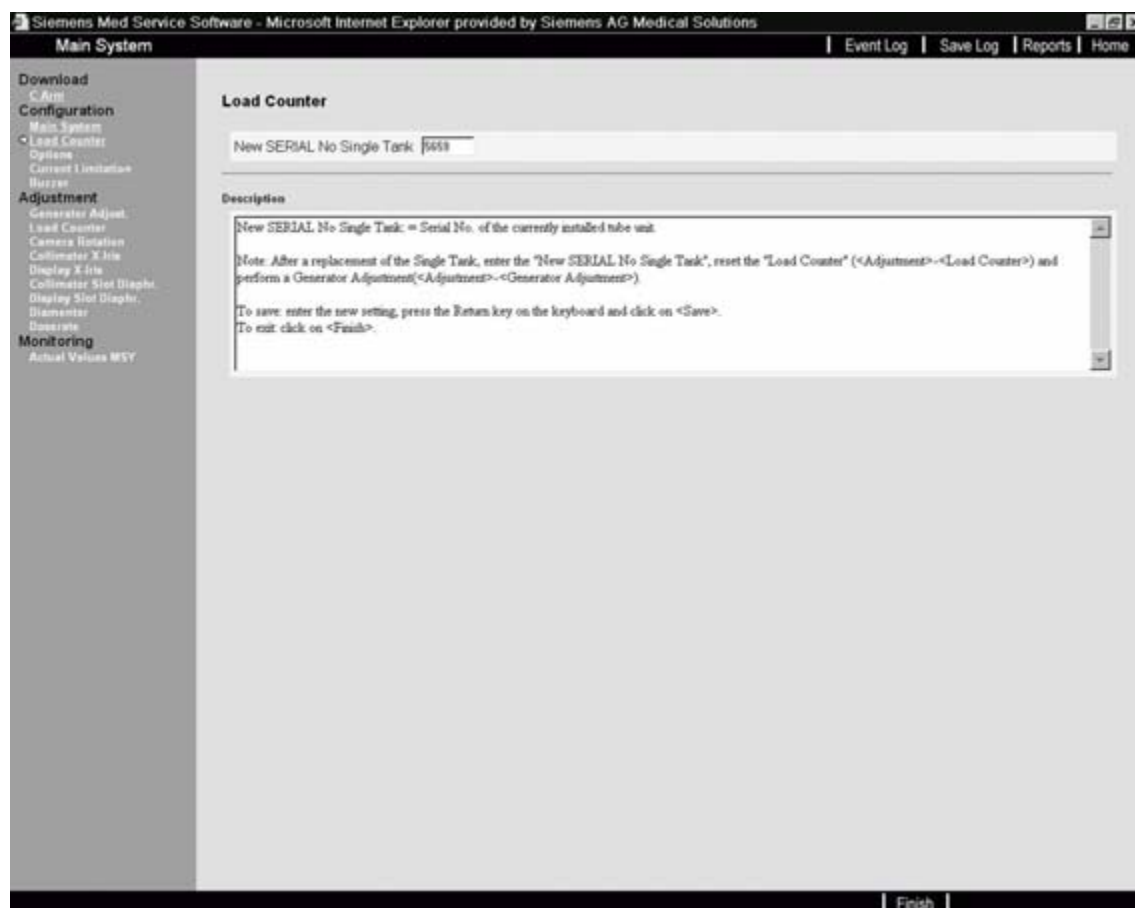 Siemens Med Service Software - Microsoft Internet Explorer provided by Siemens AG Medical Solutions
Main System
Event Log
Save Log
Reports
Home
Download
C Arm
Configuration
Main System
Load Counter
Options
Current Limitation
Buzzer
Adjustment
Generator Adjust.
Load Counter
Camera Rotation
Collimator X Iris
Display X Iris
Collimator Slot Diaphr.
Display Slot Diaphr.
Diamentor
Doserate
Monitoring
Actual Values MSY
Load Counter
New SERIAL No Single Tank
Description
New SERIAL No Single Tank: = Serial No. of the currently installed tube unit.
Note: After a replacement of the Single Tank, enter the "New SERIAL No Single Tank", reset the "Load Counter" (<Adjustment>-<Load Counter>) and
perform a Generator Adjustment(<Adjustment>-<Generator Adjustment>).
To save: enter the new setting, press the Return key on the keyboard and click on <Save>.
To exit: click on <Finish>.
Finish